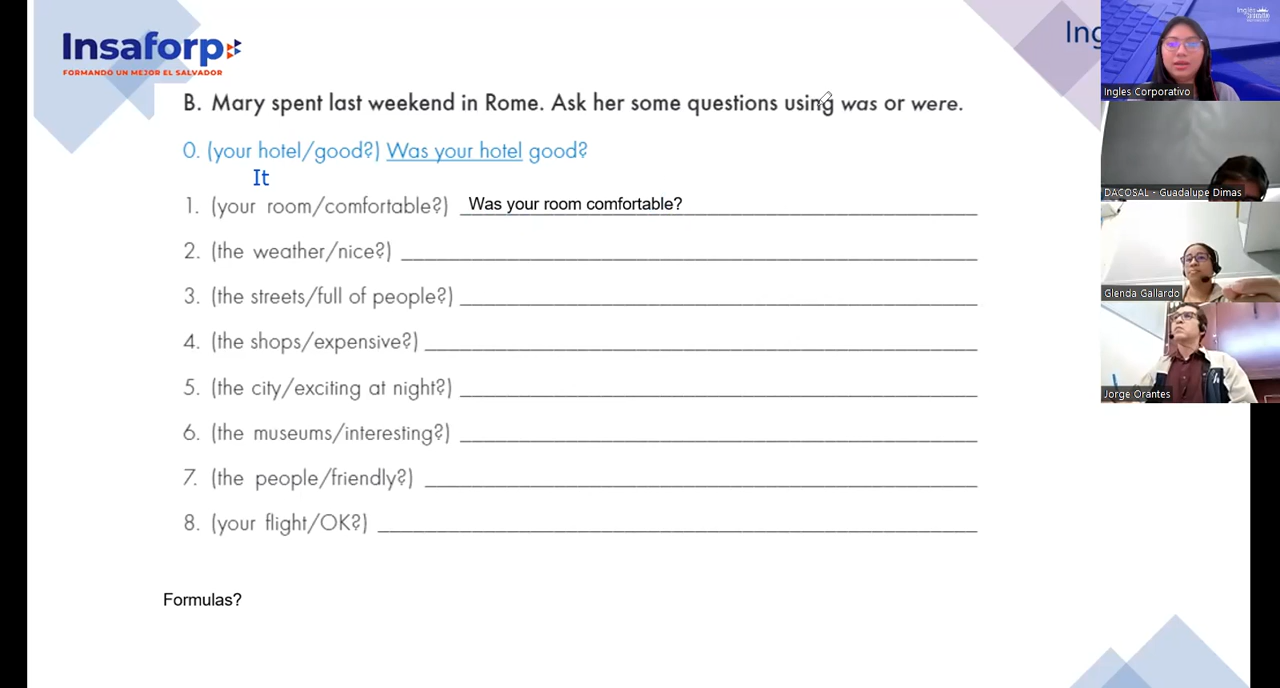 Insaforp
FORMANDO UN MEJOR EL SALVADOR
Ing
B. Mary spent last weekend in Rome. Ask her some questions using was or were.
0. (your hotel/good?) Was your hotel good?
It
1. (your room/comfortable?) Was your room comfortable?
2. (the weather/nice?)
3. (the streets/full of people?)
4. (the shops/expensive?)
5. (the city/exciting at night?)
6. (the museums/interesting?)
7. (the people/friendly?)
8. (your flight/OK?)
Formulas?
Ingles Corporativo
DACOSAL - Guadalupe Dimas
Glenda Gallardo
Jorge Orantes